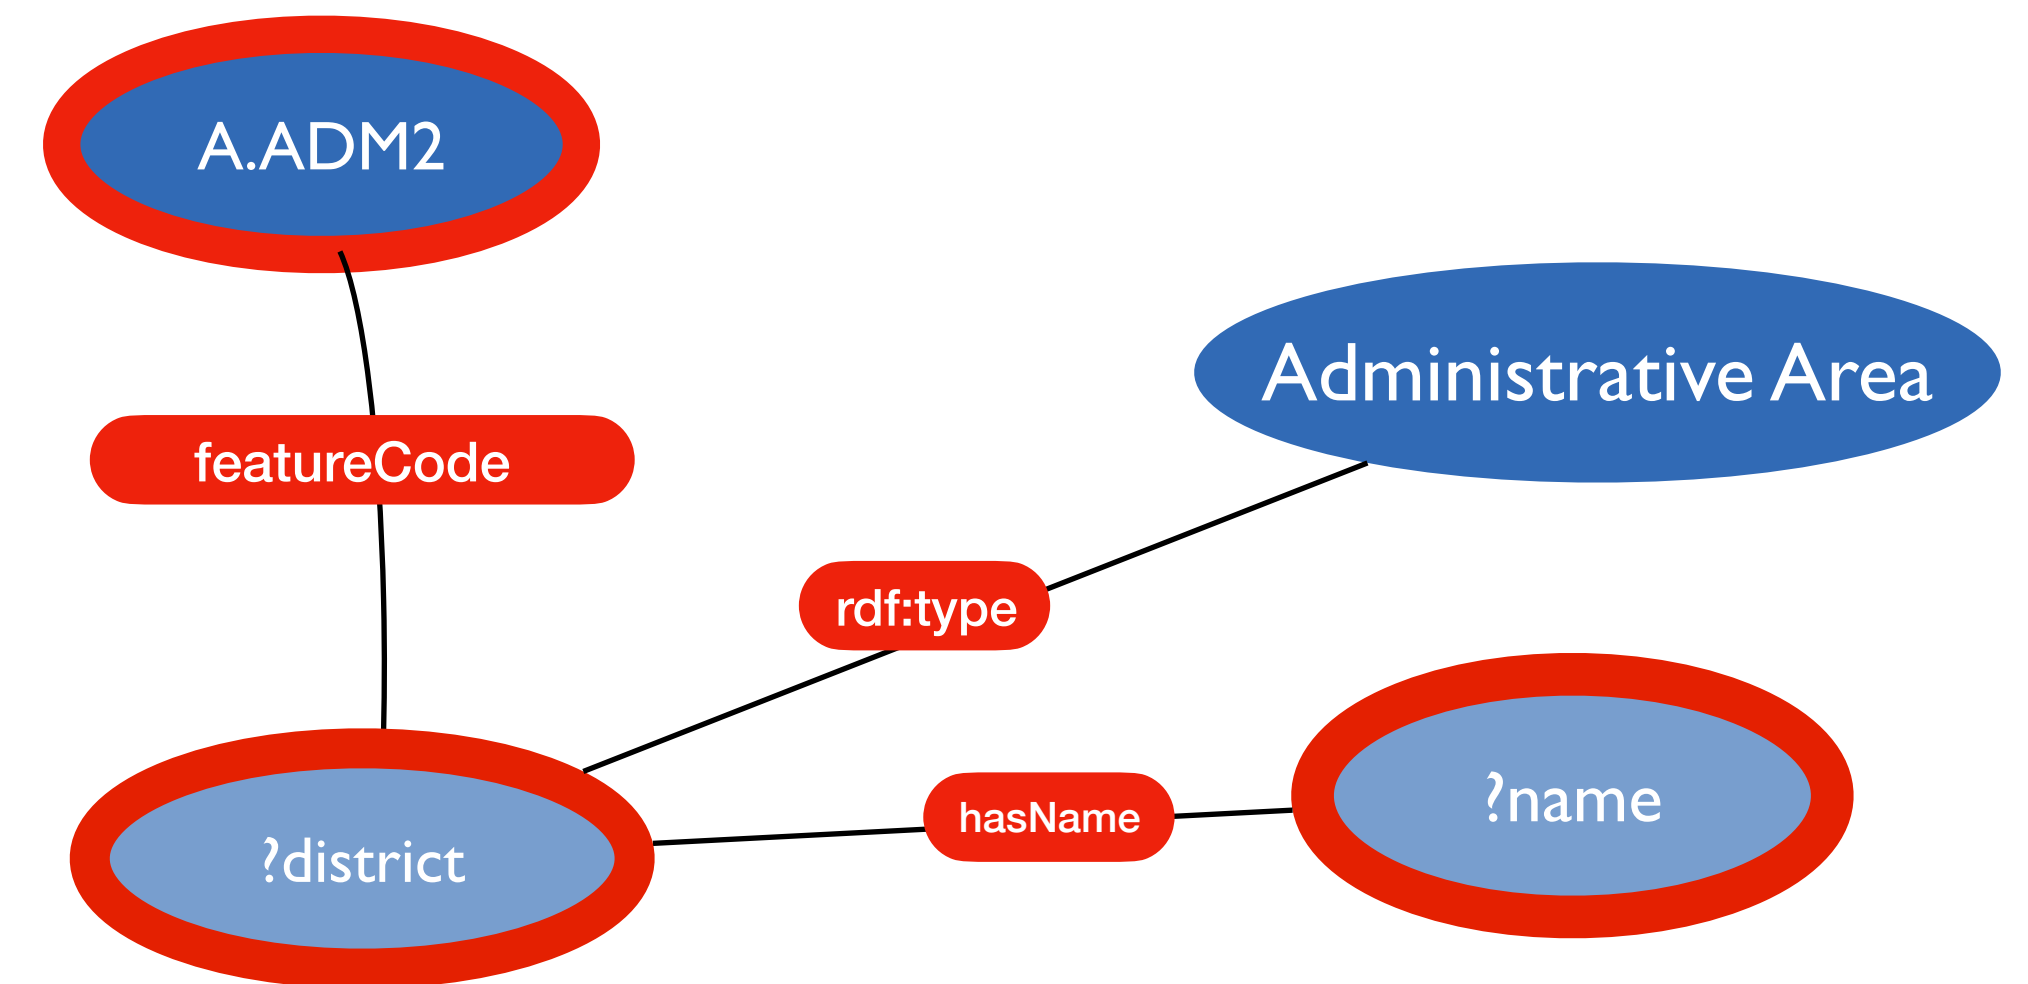 A.ADM2
Administrative Area
featureCode
rdf:type
hasName
?name
?district